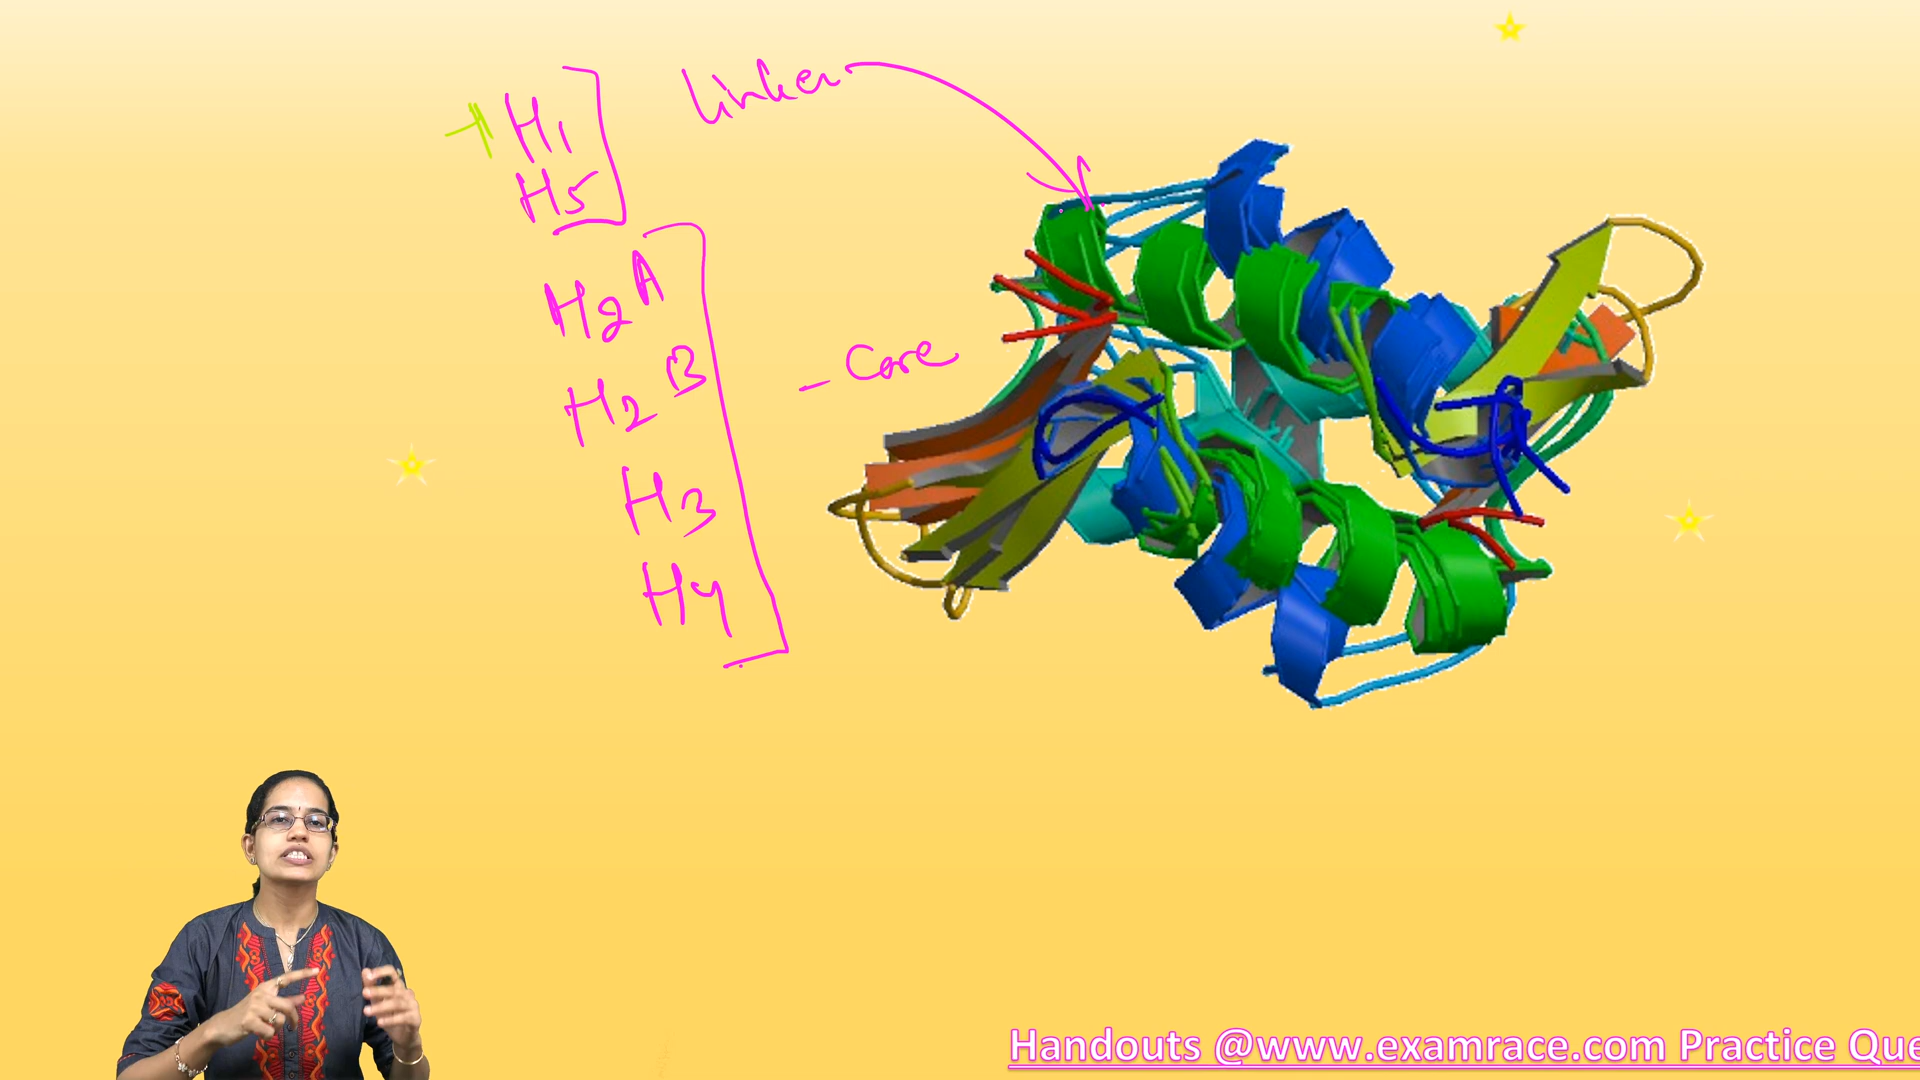 H1
H5
linker
H2A
H2B
H3
H4
- Core
Handouts @www.examrace.com Practice Que